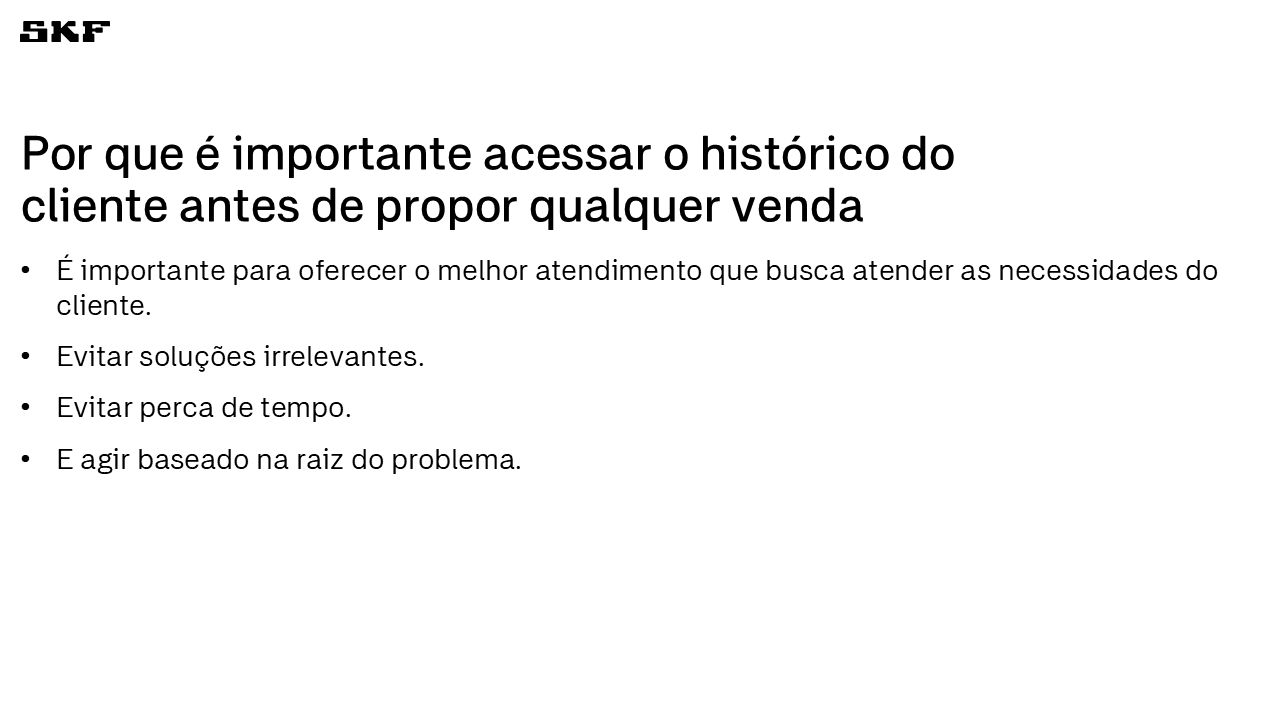 SKF
Por que é importante acessar o histórico do
cliente antes de propor qualquer venda
• É importante para oferecer o melhor atendimento que busca atender as necessidades do
cliente.
• Evitar soluções irrelevantes.
• Evitar perca de tempo.
• E agir baseado na raiz do problema.